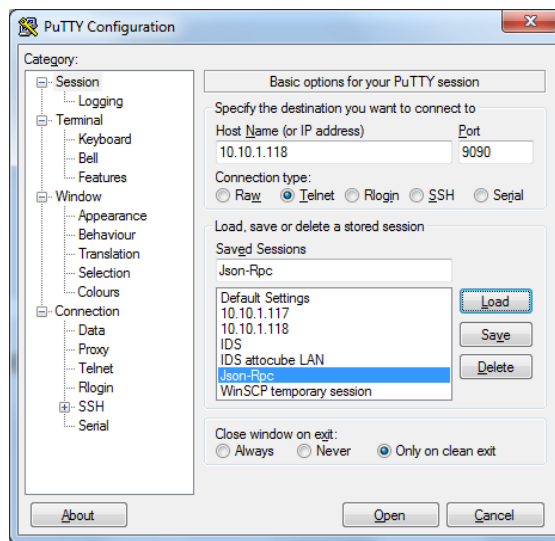 PuTTY Configuration
Category:
Session
Logging
Terminal
Keyboard
Bell
Features
Window
Appearance
Behaviour
Translation
Selection
Colours
Connection
Data
Proxy
Telnet
Rlogin
SSH
Serial
Basic options for your PuTTY session
Specify the destination you want to connect to
Host Name (or IP address) Port
10.10.1.118 9090
Connection type:
Raw Telnet Rlogin SSH Serial
Load, save or delete a stored session
Saved Sessions
Json-Rpc
Default Settings
10.10.1.117
10.10.1.118
IDS
IDS attocube LAN
Json-Rpc
WinSCP temporary session
Load
Save
Delete
Close window on exit:
Always Never Only on clean exit
About Open Cancel